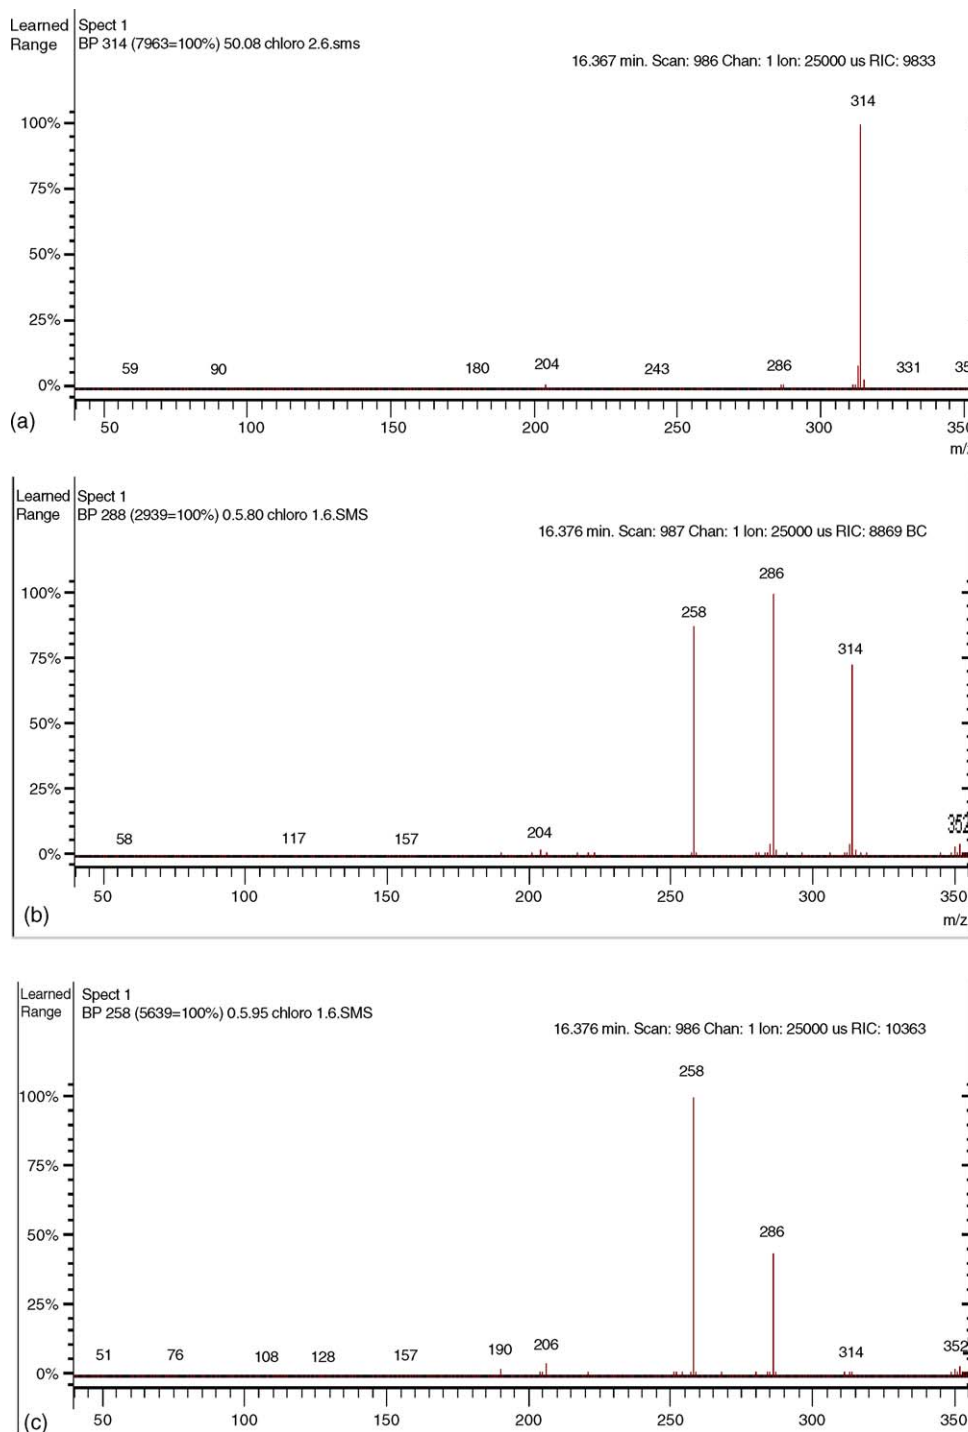 Learned Spect 1
Range BP 314 (7963=100%) 50.08 chloro 2.6.sms
16.367 min. Scan: 986 Chan: 1 Ion: 25000 us RIC: 9833
314
100%
75%
50%
25%
59 90 180 204 243 286 331 35
0%
(a)
50 100 150 200 250 300 350
m/z
Learned Spect 1
Range BP 288 (2939=100%) 0.5.80 chloro 1.6.SMS
16.376 min. Scan: 987 Chan: 1 Ion: 25000 us RIC: 8869 BC
286
100%
258
314
75%
50%
25%
352
58 117 157 204
0%
50 100 150 200 250 300 350
(b)
m/z
Learned Spect 1
Range BP 258 (5639=100%) 0.5.95 chloro 1.6.SMS
16.376 min. Scan: 986 Chan: 1 Ion: 25000 us RIC: 10363
258
100%
75%
286
50%
25%
51 76 108 128 157 190 206 314 352
0%
(c)
50 100 150 200 250 300 350